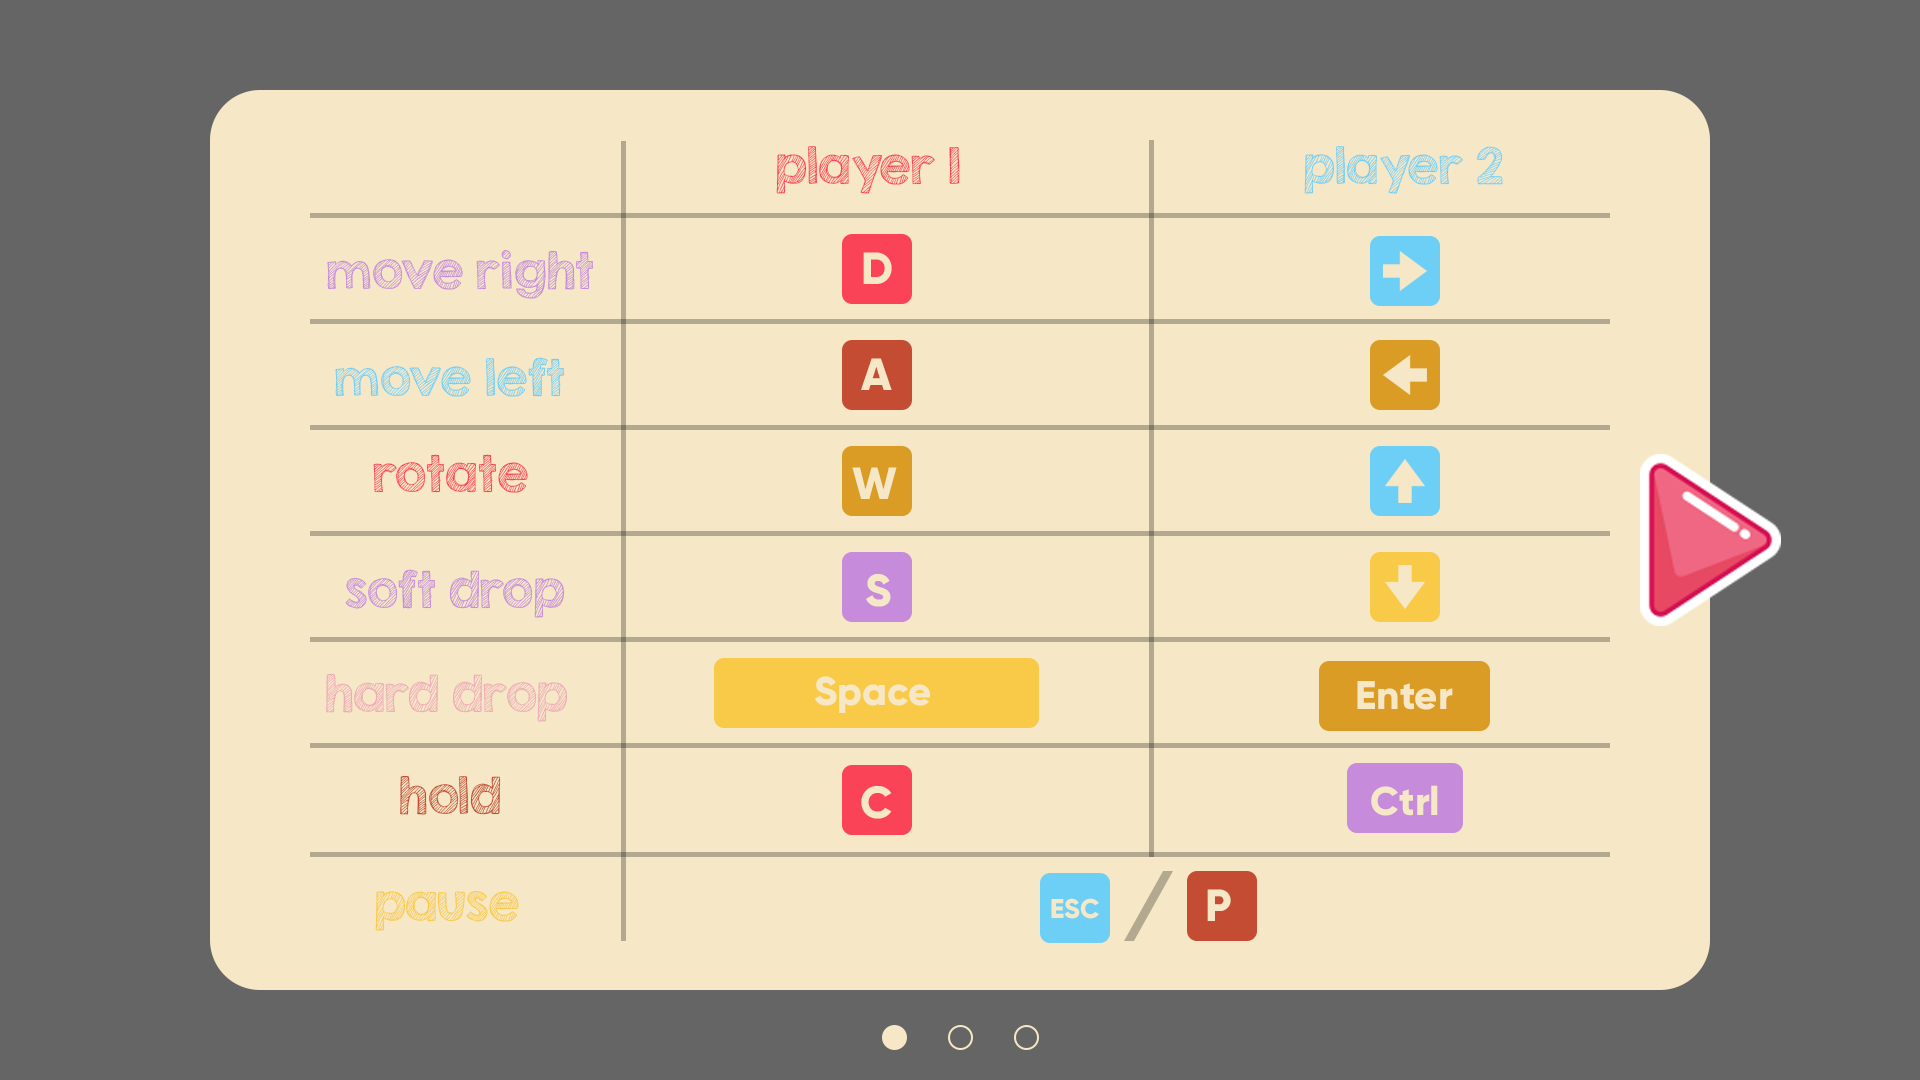 player 1 player 2
move right D
move left A
rotate W
soft drop S
hard drop Space Enter
hold C Ctrl
pause ESC / P